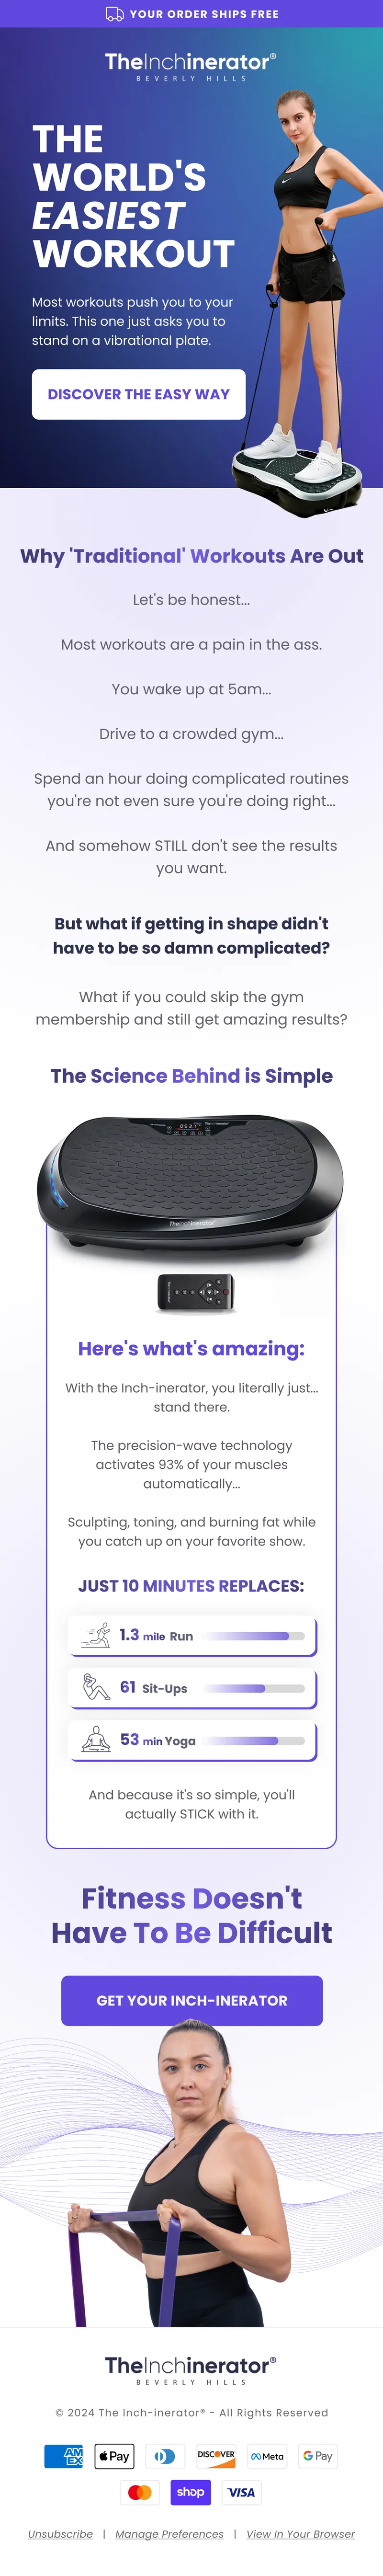 YOUR ORDER SHIPS FREE
TheInchinerator®
BEVERLY HILLS
THE
WORLD'S
EASIEST
WORKOUT
Most workouts push you to your
limits. This one just asks you to
stand on a vibrational plate.
DISCOVER THE EASY WAY
Why 'Traditional' Workouts Are Out
Let's be honest...
Most workouts are a pain in the ass.
You wake up at 5am...
Drive to a crowded gym...
Spend an hour doing complicated routines
you're not even sure you're doing right...
And somehow STILL don't see the results
you want.
But what if getting in shape didn't
have to be so damn complicated?
What if you could skip the gym
membership and still get amazing results?
The Science Behind is Simple
TheInchinerator
Here's what's amazing:
With the Inch-inerator, you literally just...
stand there.
The precision-wave technology
activates 93% of your muscles
automatically...
Sculpting, toning, and burning fat while
you catch up on your favorite show.
JUST 10 MINUTES REPLACES:
1.3 mile Run
61 Sit-Ups
53 min Yoga
And because it's so simple, you'll
actually STICK with it.
Fitness Doesn't
Have To Be Difficult
GET YOUR INCH-INERATOR
TheInchinerator®
BEVERLY HILLS
© 2024 The Inch-inerator® - All Rights Reserved
AM EX Pay DISCOVER Meta G Pay
shop VISA
Unsubscribe | Manage Preferences | View In Your Browser